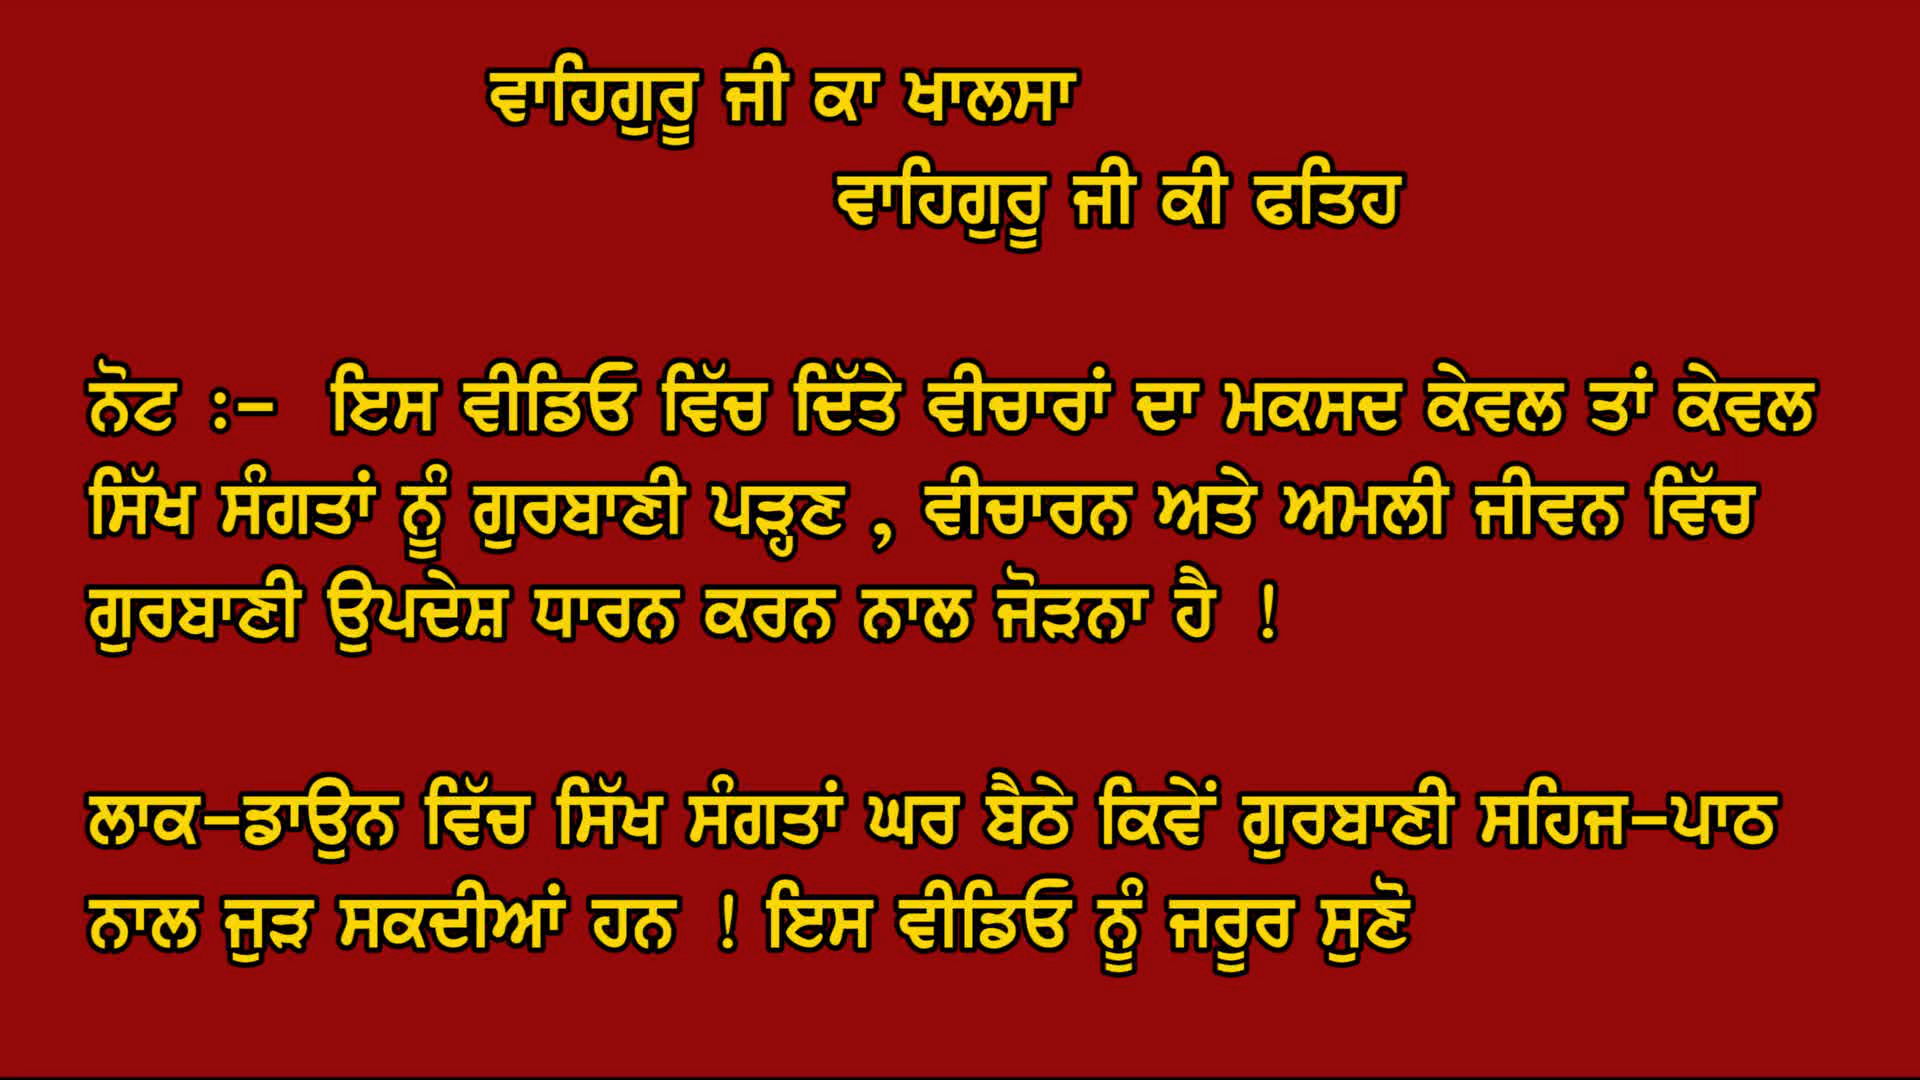 ਵਾਹਿਗੁਰੂ ਜੀ ਕਾ ਖਾਲਸਾ
ਵਾਹਿਗੁਰੂ ਜੀ ਕੀ ਫਤਿਹ
ਨੋਟ :- ਇਸ ਵੀਡਿਓ ਵਿੱਚ ਦਿੱਤੇ ਵੀਚਾਰਾਂ ਦਾ ਮਕਸਦ ਕੇਵਲ ਤਾਂ ਕੇਵਲ
ਸਿੱਖ ਸੰਗਤਾਂ ਨੂੰ ਗੁਰਬਾਣੀ ਪੜ੍ਹਣ , ਵੀਚਾਰਨ ਅਤੇ ਅਮਲੀ ਜੀਵਨ ਵਿੱਚ
ਗੁਰਬਾਣੀ ਉਪਦੇਸ਼ ਧਾਰਨ ਕਰਨ ਨਾਲ ਜੋੜਨਾ ਹੈ !
ਲਾਕ-ਡਾਉਨ ਵਿੱਚ ਸਿੱਖ ਸੰਗਤਾਂ ਘਰ ਬੈਠੇ ਕਿਵੇਂ ਗੁਰਬਾਣੀ ਸਹਿਜ-ਪਾਠ
ਨਾਲ ਜੁੜ ਸਕਦੀਆਂ ਹਨ ! ਇਸ ਵੀਡਿਓ ਨੂੰ ਜਰੂਰ ਸੁਣੋ